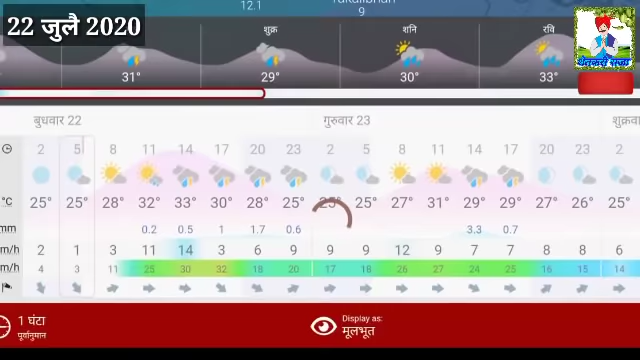 12.1 Takalibhan
9
22 जुलै 2020
शुक्र शनि रवि
31° 29° 30° 33°
शेतकरी राजा
बुधवार 22 गुरुवार 23 शुक्रवा
2 5 8 11 14 17 20 23 2 5 8 11 14 17 20 23 2
°C 25° 25° 28° 32° 33° 30° 28° 25° 25° 25° 27° 31° 29° 29° 27° 26° 25°
mm 0.2 0.5 1 1.7 0.6 3.3 0.7
m/h 2 1 3 11 14 3 6 9 9 9 12 9 7 7 8 8 6
m/h 4 3 11 25 30 32 18 20 17 18 26 27 24 25 16 15 14
1 घंटा
पूर्वानुमान
Display as:
मूलभूत